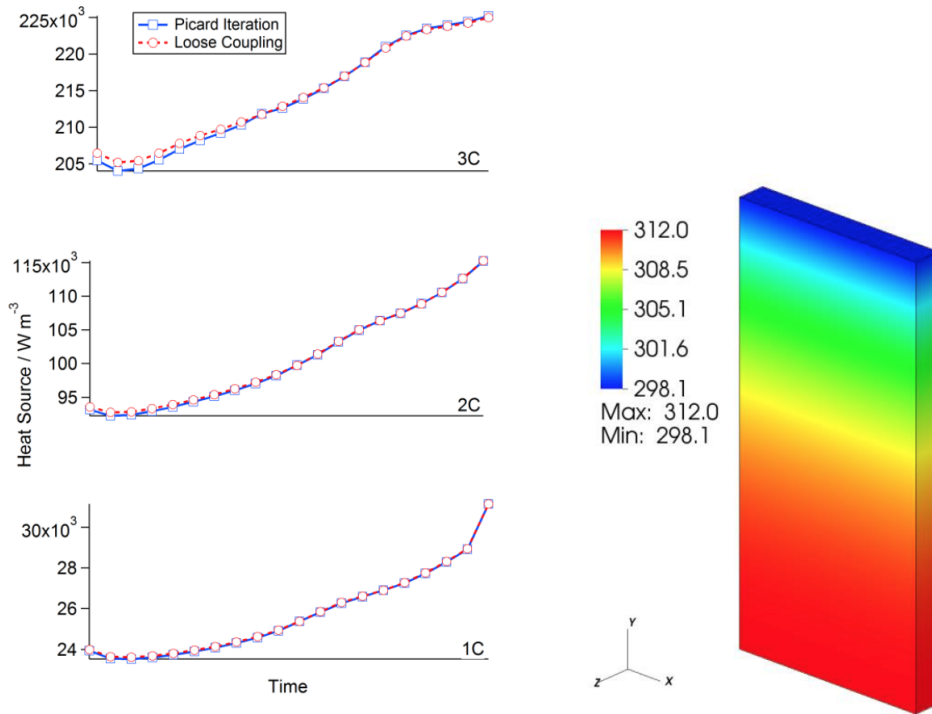 225x10³
Picard Iteration
Loose Coupling
220
215
210
205
3C
115x10³
110
105
100
95
2C
Heat Source / W m⁻³
30x10³
28
26
24
1C
Time
312.0
308.5
305.1
301.6
298.1
Max: 312.0
Min: 298.1
Y
Z
X